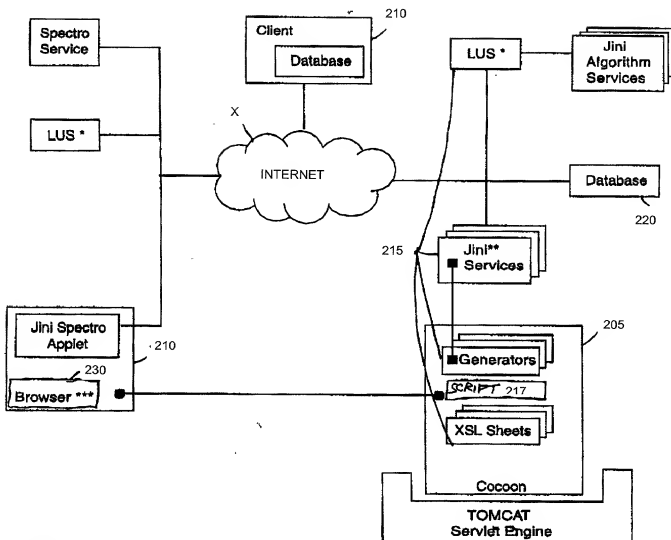 Spectro
Service
LUS *
Client
Database
210
X
INTERNET
LUS *
Jini
Algorithm
Services
Database
220
215
Jini**
Services
205
Generators
SCRIPT 217
XSL Sheets
Cocoon
TOMCAT
Servlet Engine
Jini Spectro
Applet
210
230
Browser ***